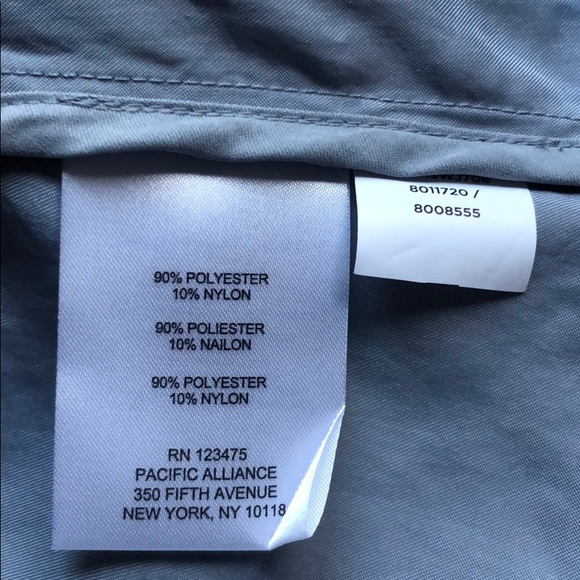 90% POLYESTER
10% NYLON
90% POLIESTER
10% NAILON
90% POLYESTER
10% NYLON
RN 123475
PACIFIC ALLIANCE
350 FIFTH AVENUE
NEW YORK, NY 10118
8011720 /
8008555